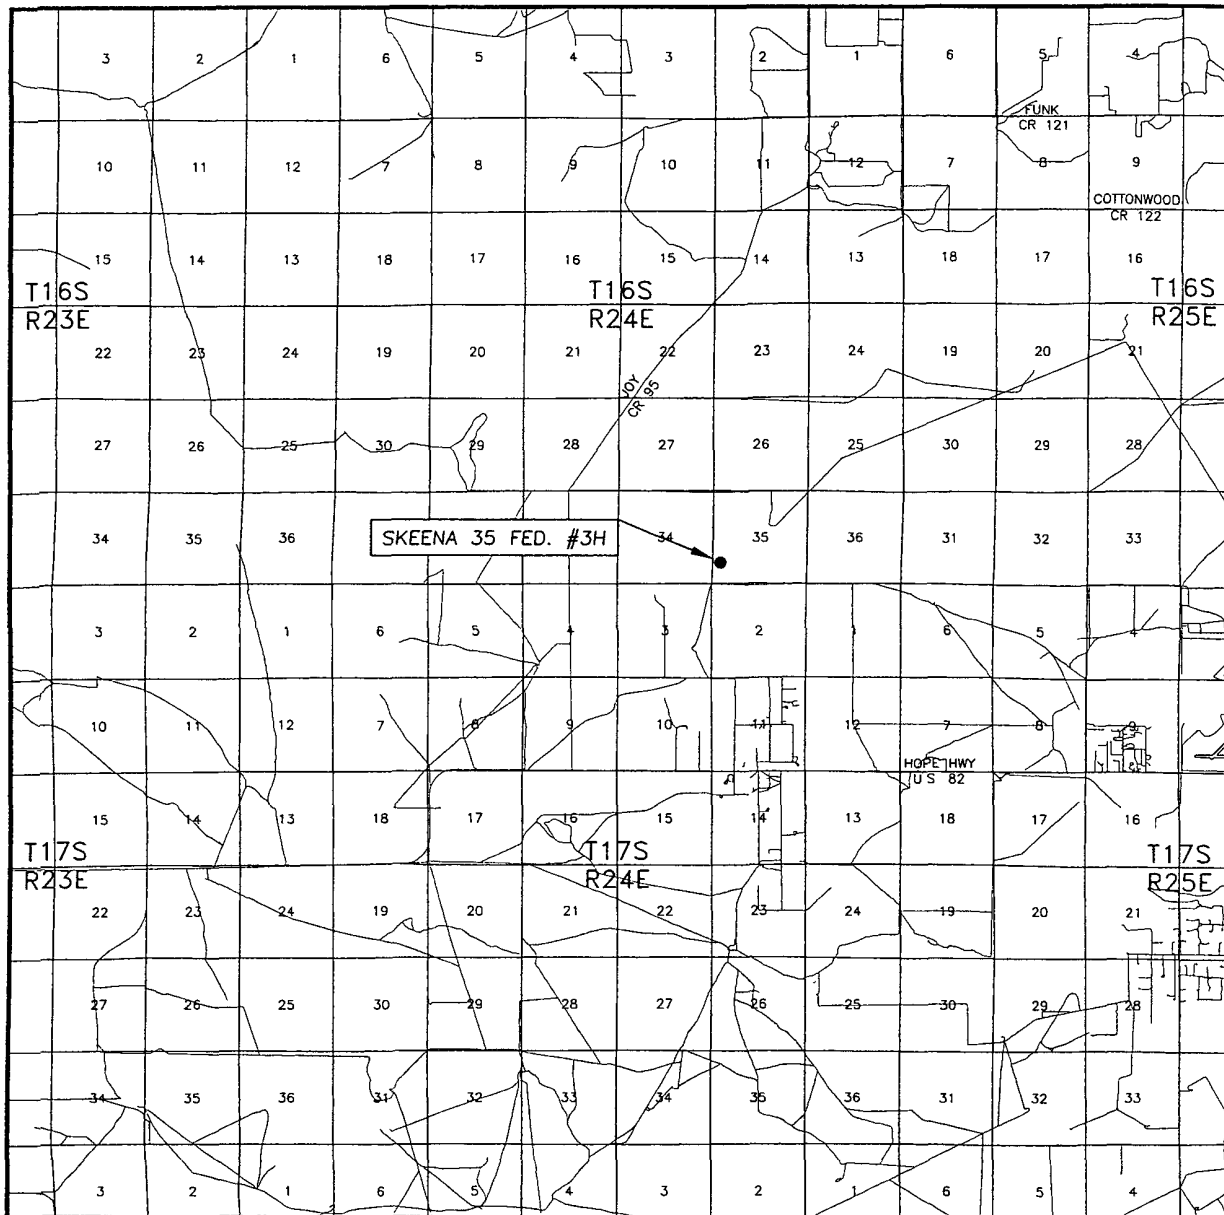 3 2 1 6 5 4 3 2 1 6 5 4
FUNK
CR 121
10 11 12 7 8 9 10 11 12 7 8 9
COTTONWOOD
CR 122
15 14 13 18 17 16 15 14 13 18 17 16
T16S T16S T16S
R23E R24E R25E
22 23 24 19 20 21 22 23 24 19 20 21
JOY
CR 95
27 26 25 30 29 28 27 26 25 30 29 28
34 35 36 SKEENA 35 FED. #3H 34 35 36 31 32 33
3 2 1 6 5 4 3 2 1 6 5 4
10 11 12 7 8 9 10 11 12 7 8 9
HOPE HWY
U S 82
15 14 13 18 17 16 15 14 13 18 17 16
T17S T17S T17S
R23E R24E R25E
22 23 24 19 20 21 22 23 24 19 20 21
27 26 25 30 29 28 27 26 25 30 29 28
34 35 36 31 32 33 34 35 36 31 32 33
3 2 1 6 5 4 3 2 1 6 5 4